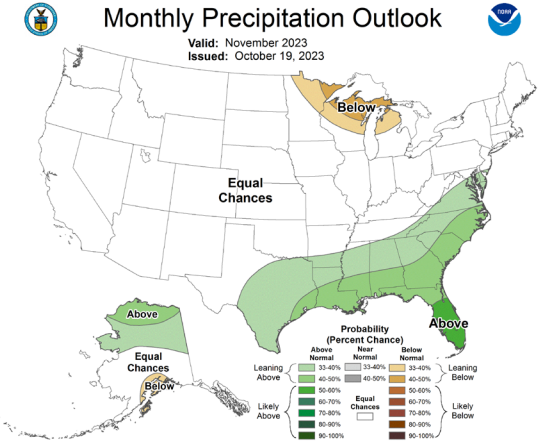 Monthly Precipitation Outlook
NOAA
Valid: November 2023
Issued: October 19, 2023
Below
Equal
Chances
Above
Above
Equal
Chances
Below
Probability
(Percent Chance)
Above Normal
Near Normal
Below Normal
Leaning Above
33-40% 33-40% 33-40%
40-50% 40-50% 40-50%
Leaning Below
Likely Above
50-60% 50-60%
60-70% 60-70%
70-80% 70-80%
80-90% 80-90%
90-100% 90-100%
Equal Chances
Likely Below